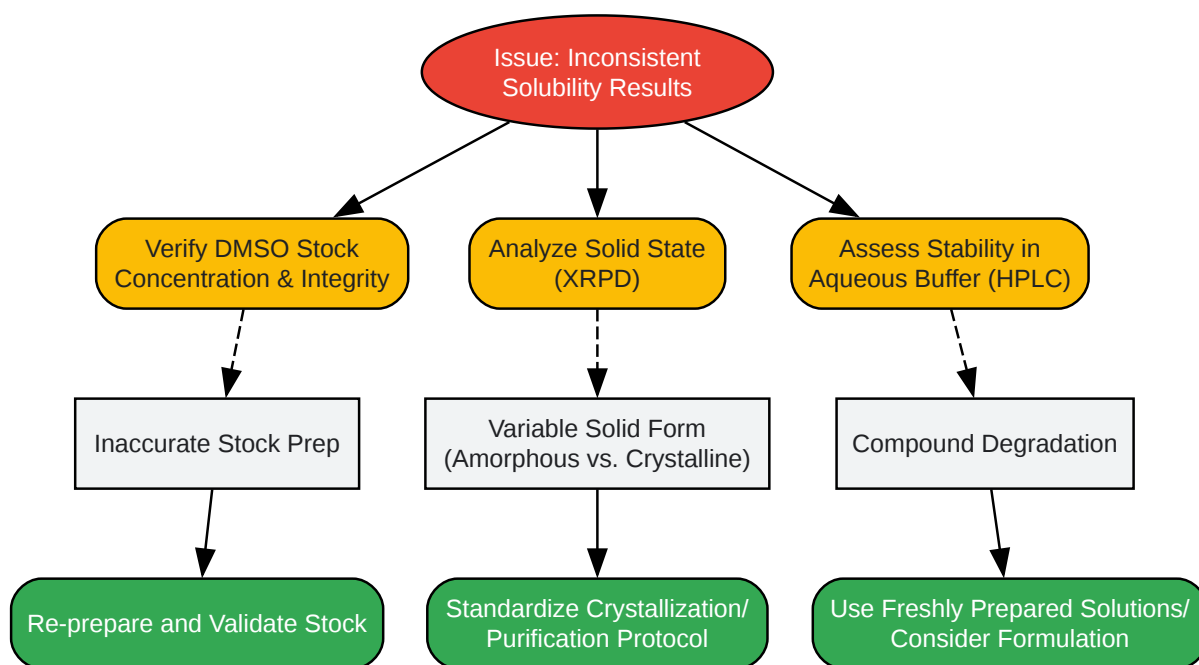 Issue: Inconsistent
Solubility Results
Verify DMSO Stock
Concentration & Integrity
Analyze Solid State
(XRPD)
Assess Stability in
Aqueous Buffer (HPLC)
Inaccurate Stock Prep
Variable Solid Form
(Amorphous vs. Crystalline)
Compound Degradation
Re-prepare and Validate Stock
Standardize Crystallization/
Purification Protocol
Use Freshly Prepared Solutions/
Consider Formulation